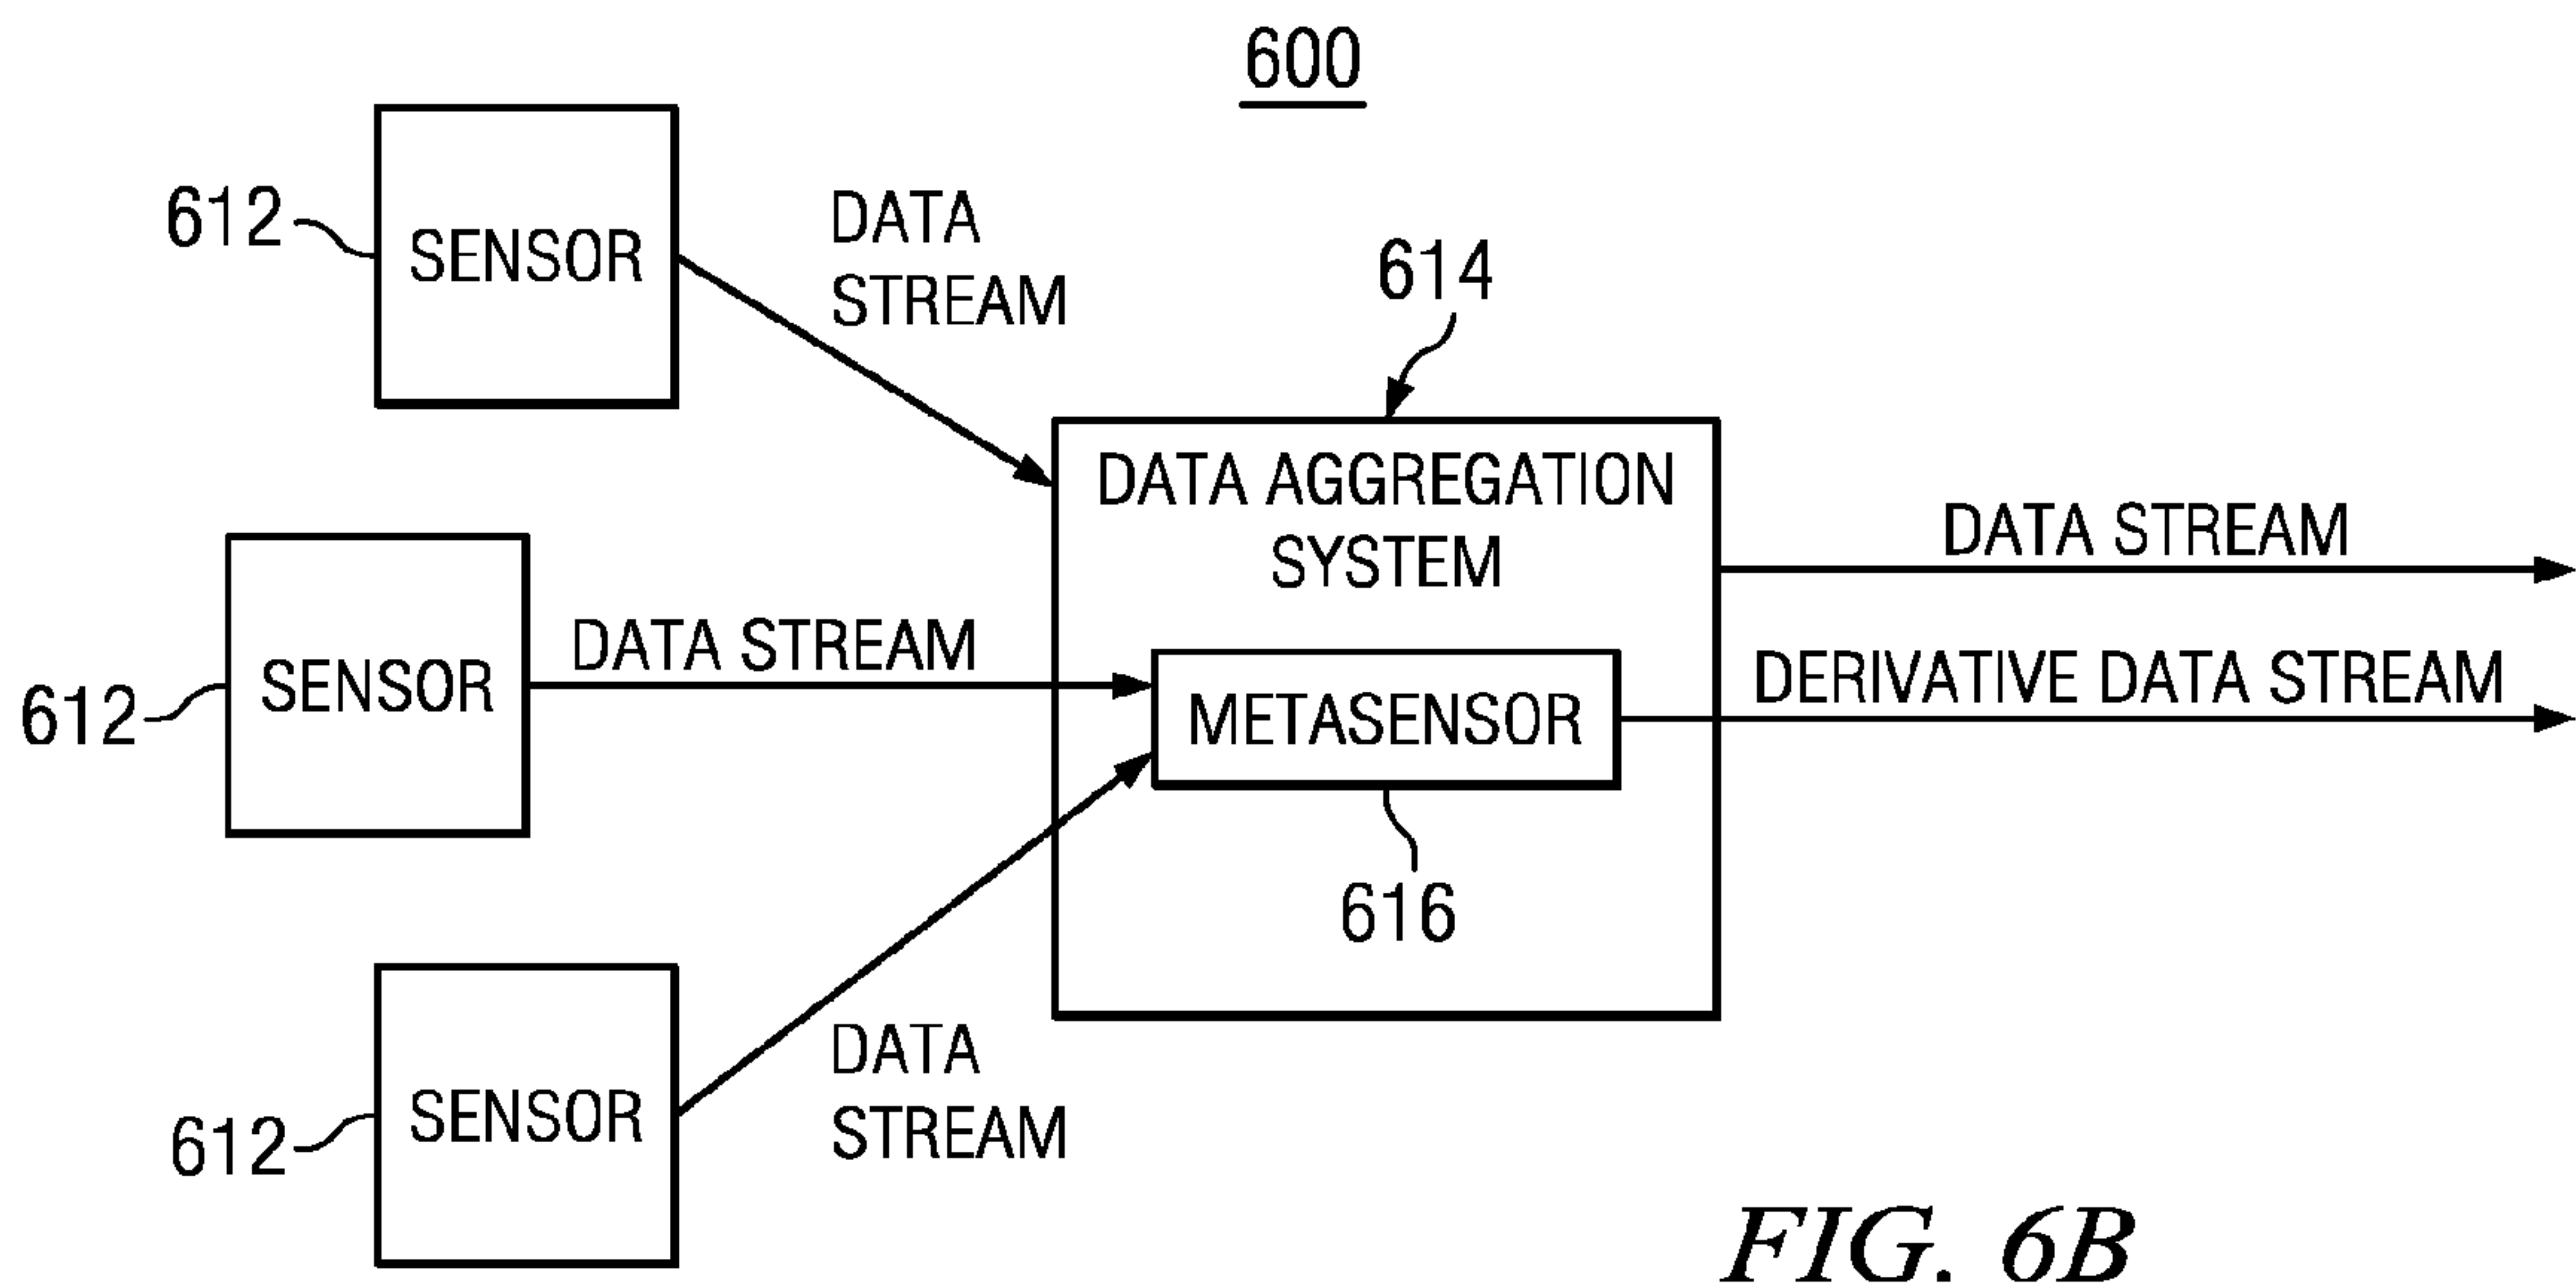 600
612
SENSOR
DATA
STREAM
614
DATA AGGREGATION
SYSTEM
DATA STREAM
612
SENSOR
DATA STREAM
METASENSOR
DERIVATIVE DATA STREAM
616
612
SENSOR
DATA
STREAM
FIG. 6B